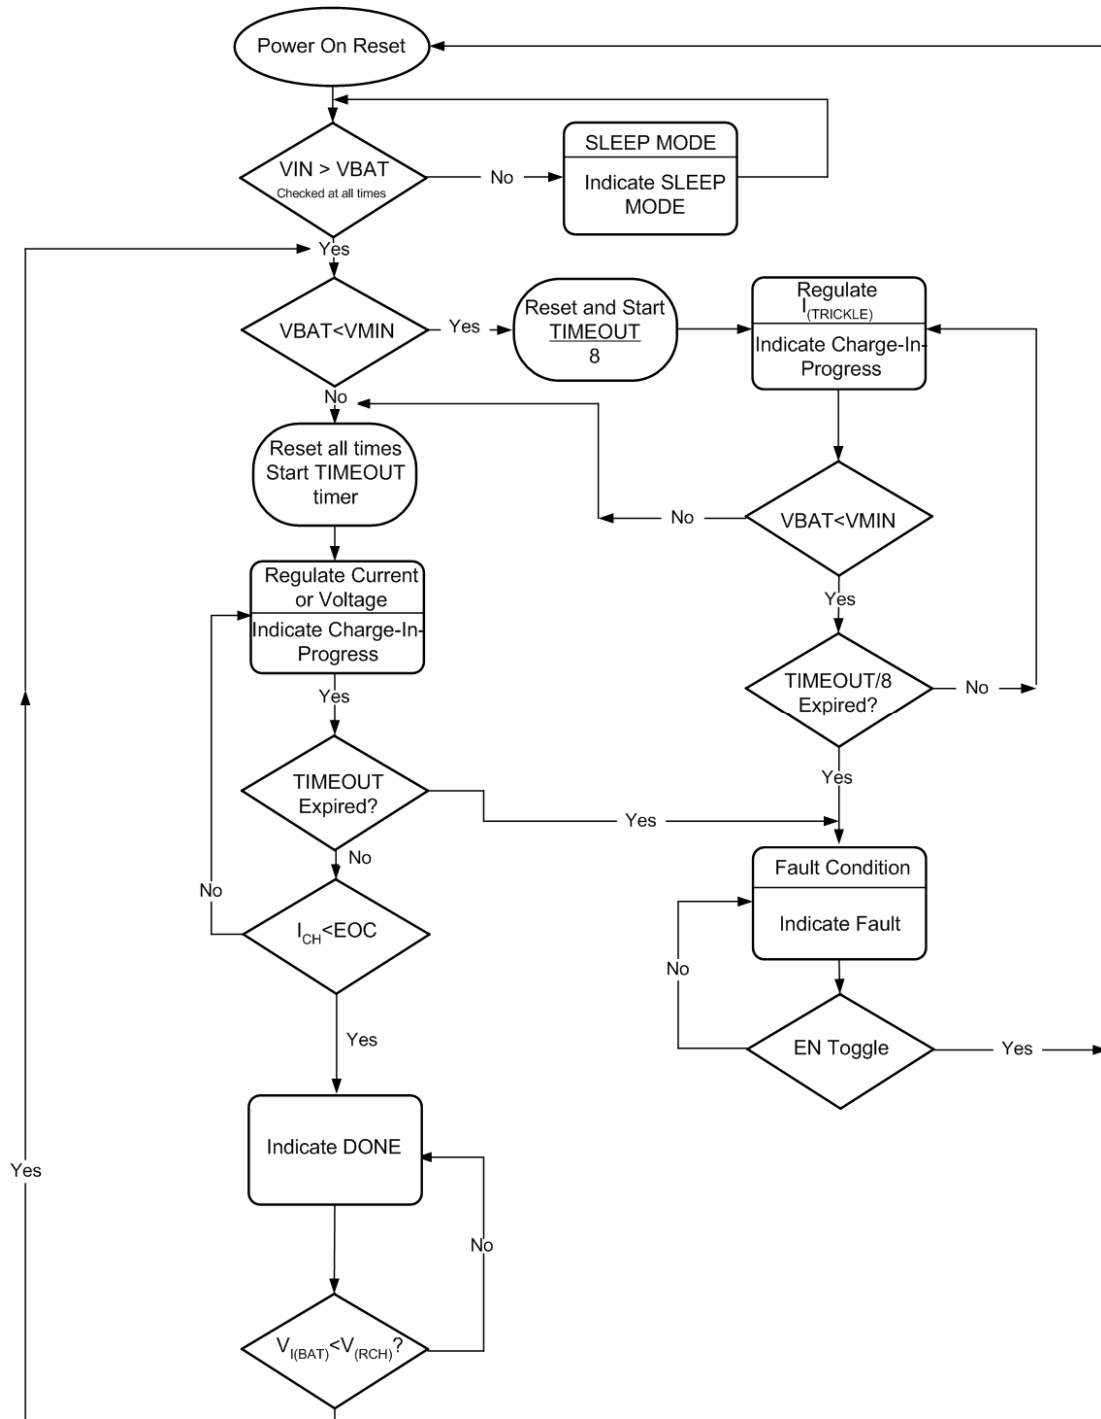 Power On Reset
VIN > VBAT
Checked at all times
No
SLEEP MODE
Indicate SLEEP
MODE
Yes
VBAT<VMIN
Yes
Reset and Start
TIMEOUT
8
Regulate
I(TRICKLE)
Indicate Charge-In-
Progress
No
Reset all times
Start TIMEOUT
timer
No
VBAT<VMIN
Yes
Regulate Current
or Voltage
Indicate Charge-In-
Progress
Yes
TIMEOUT/8
Expired?
No
Yes
TIMEOUT
Expired?
Yes
No
No
ICH<EOC
Fault Condition
Indicate Fault
No
Yes
EN Toggle
Yes
Indicate DONE
Yes
No
VI(BAT)<V(RCH)?